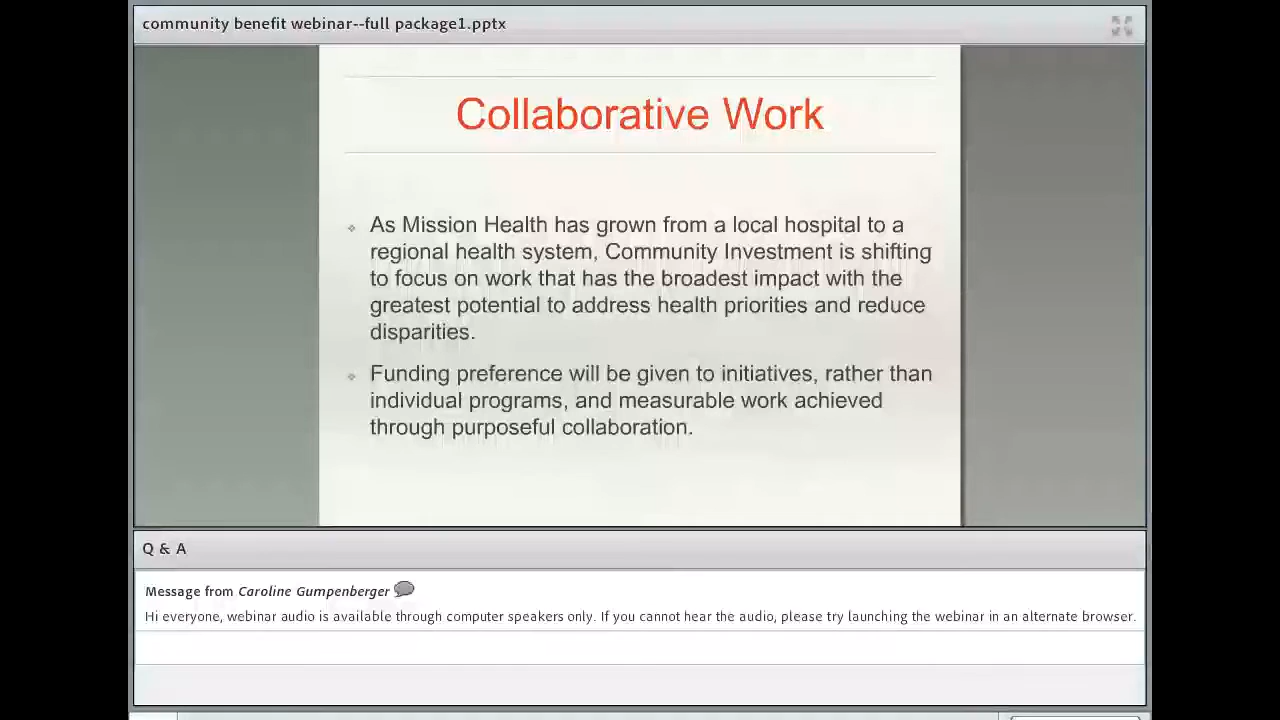 community benefit webinar--full package1.pptx
Collaborative Work
As Mission Health has grown from a local hospital to a
regional health system, Community Investment is shifting
to focus on work that has the broadest impact with the
greatest potential to address health priorities and reduce
disparities.
Funding preference will be given to initiatives, rather than
individual programs, and measurable work achieved
through purposeful collaboration.
Q & A
Message from Caroline Gumpenberger
Hi everyone, webinar audio is available through computer speakers only. If you cannot hear the audio, please try launching the webinar in an alternate browser.